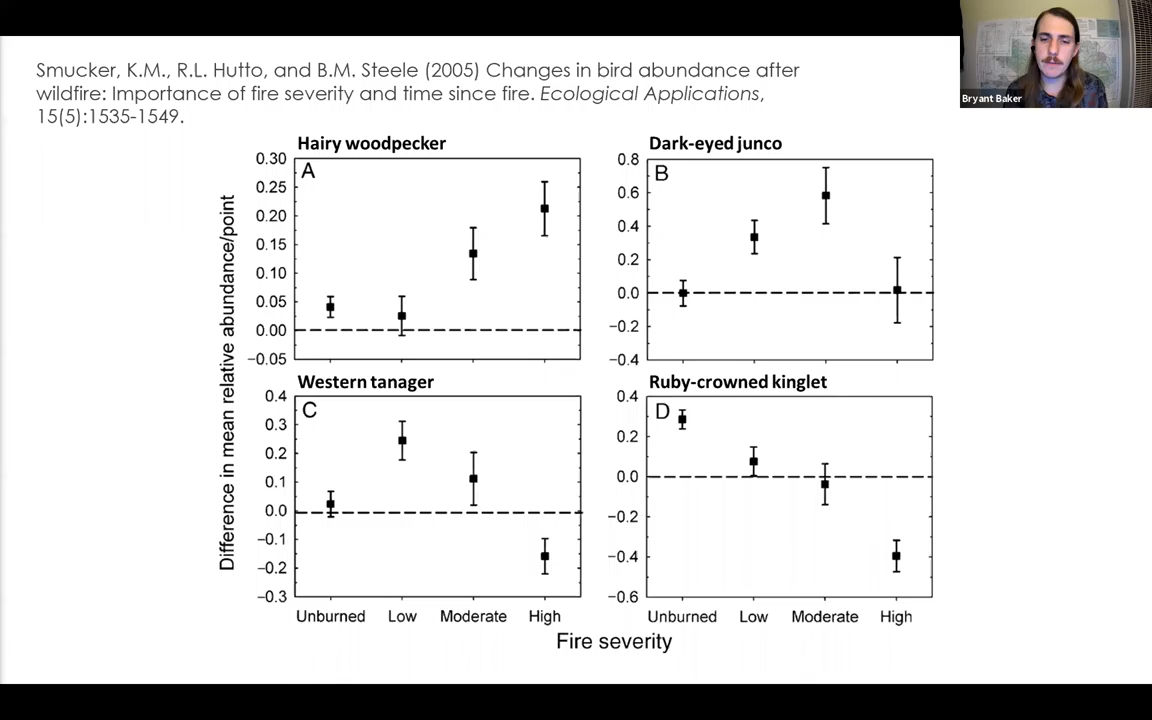 Smucker, K.M., R.L. Hutto, and B.M. Steele (2005) Changes in bird abundance after
wildfire: Importance of fire severity and time since fire. Ecological Applications,
15(5):1535-1549.
Bryant Baker
Hairy woodpecker
A
0.30
0.25
0.20
0.15
0.10
0.05
0.00
−0.05
Dark-eyed junco
B
0.8
0.6
0.4
0.2
0.0
−0.2
−0.4
Difference in mean relative abundance/point
Western tanager
C
0.4
0.3
0.2
0.1
0.0
−0.1
−0.2
−0.3
Unburned Low Moderate High
Ruby-crowned kinglet
D
0.4
0.2
0.0
−0.2
−0.4
−0.6
Unburned Low Moderate High
Fire severity